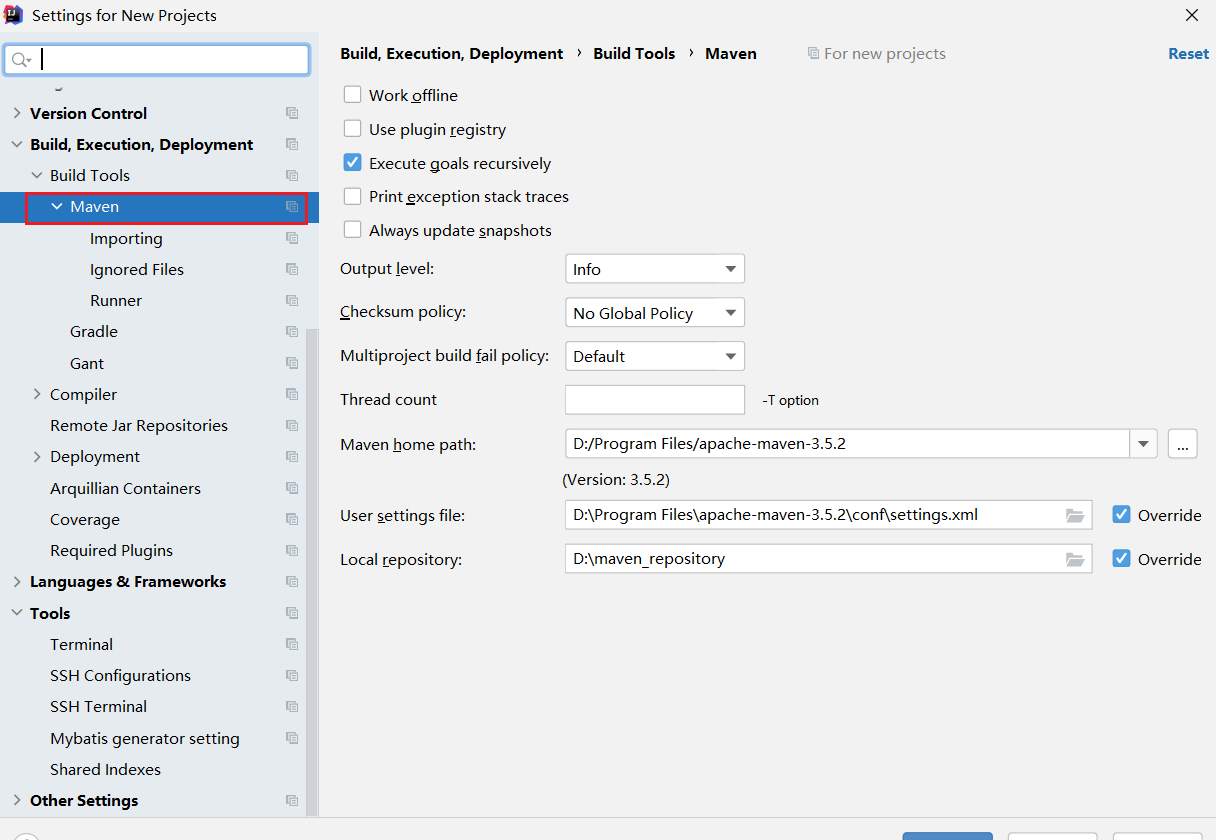 Settings for New Projects
Version Control
Build, Execution, Deployment
Build Tools
Maven
Importing
Ignored Files
Runner
Gradle
Gant
Compiler
Remote Jar Repositories
Deployment
Arquillian Containers
Coverage
Required Plugins
Languages & Frameworks
Tools
Terminal
SSH Configurations
SSH Terminal
Mybatis generator setting
Shared Indexes
Other Settings
Build, Execution, Deployment › Build Tools › Maven For new projects Reset
Work offline
Use plugin registry
Execute goals recursively
Print exception stack traces
Always update snapshots
Output level: Info
Checksum policy: No Global Policy
Multiproject build fail policy: Default
Thread count -T option
Maven home path: D:/Program Files/apache-maven-3.5.2 ...
(Version: 3.5.2)
User settings file: D:\Program Files\apache-maven-3.5.2\conf\settings.xml Override
Local repository: D:\maven_repository Override